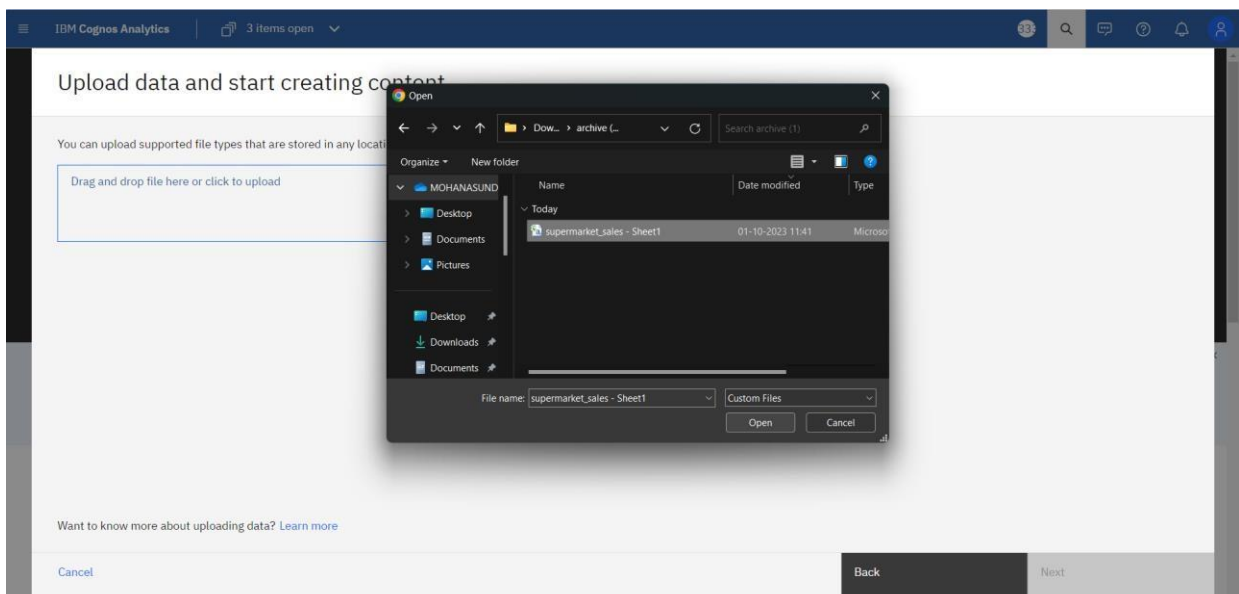 IBM Cognos Analytics
3 items open
Upload data and start creating content
Open
Dow... › archive (...
Search archive (1)
You can upload supported file types that are stored in any locati
Organize
New folder
Drag and drop file here or click to upload
MOHANASUND
Name
Date modified
Type
Today
Desktop
supermarket_sales - Sheet1
01-10-2023 11:41
Microso
Documents
Pictures
Desktop
Downloads
Documents
File name:
supermarket_sales - Sheet1
Custom Files
Open
Cancel
Want to know more about uploading data? Learn more
Cancel
Back
Next